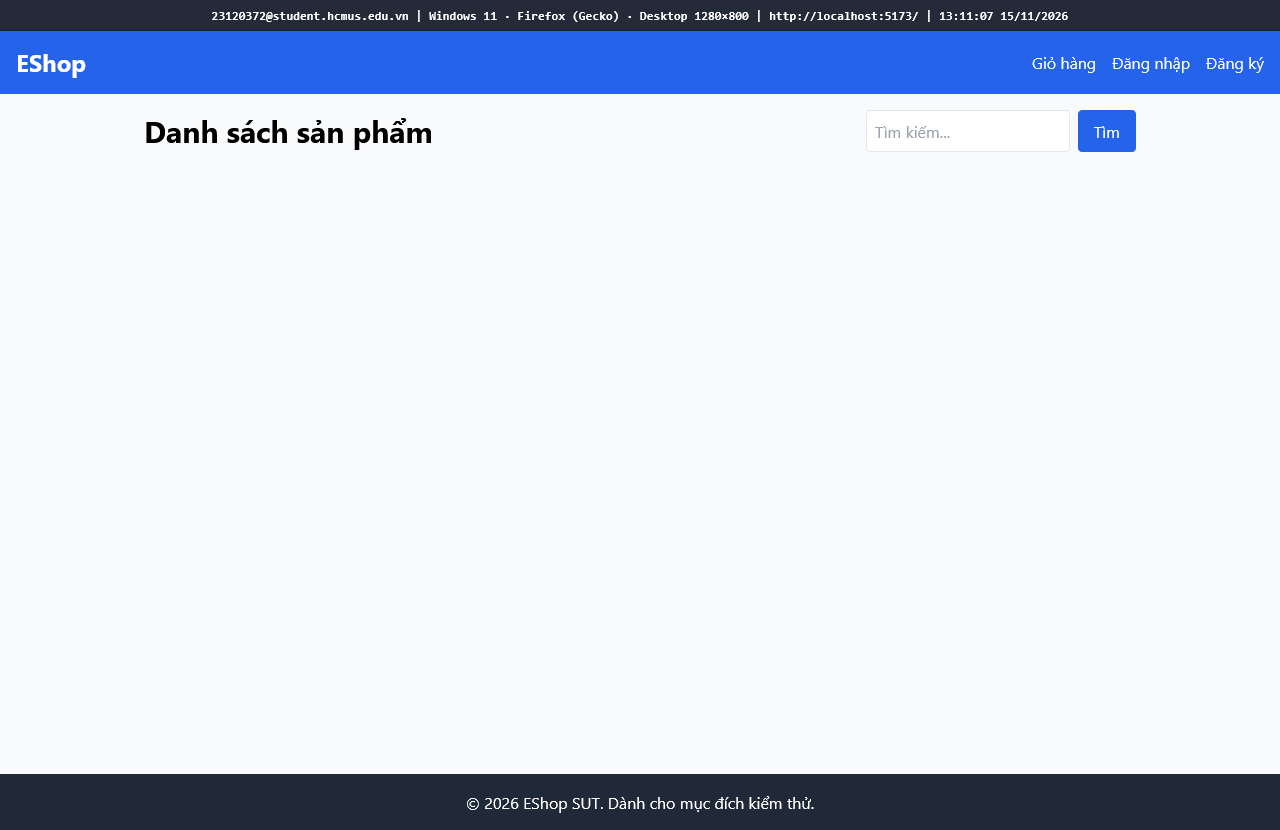 23120372@student.hcmus.edu.vn | Windows 11 · Firefox (Gecko) · Desktop 1280×800 | http://localhost:5173/ | 13:11:07 15/11/2026
EShop Giỏ hàng Đăng nhập Đăng ký
Danh sách sản phẩm Tìm kiếm... Tìm
© 2026 EShop SUT. Dành cho mục đích kiểm thử.